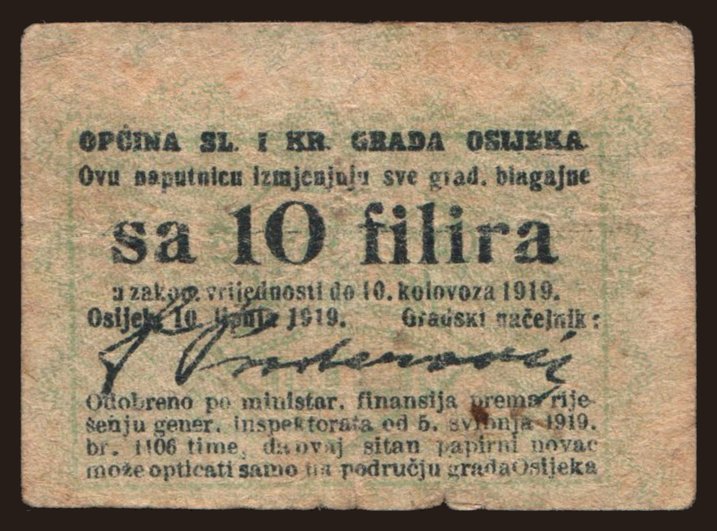 OPĆINA SL. I KR. GRADA OSIJEKA.
Ovu naputnicu izmjenjuju sve grad. blagajne
sa 10 filira
u zakon. vrijednosti do 10. kolovoza 1919.
Osijek 10. lipnja 1919. Gradski načelnik:
Odobreno po ministar. finansija prema rije-
šenju gener. inspektorata od 5. svibnja 1919.
br. 1106 time, da ovaj sitan papirni novac
može opticati samo na području grada Osijeka